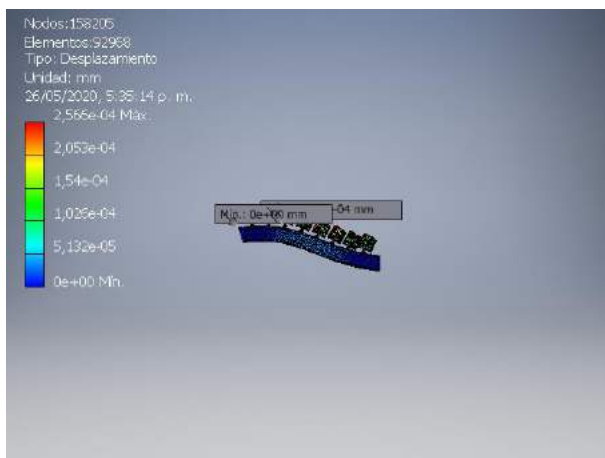 Nodos:158205
Elementos:92968
Tipo: Desplazamiento
Unidad: mm
26/05/2020, 5:35:14 p. m.
2,566e-04 Máx.
2,053e-04
1,54e-04
1,026e-04
5,132e-05
0e+00 Mín.
Mín.: 0e+00 mm
-04 mm